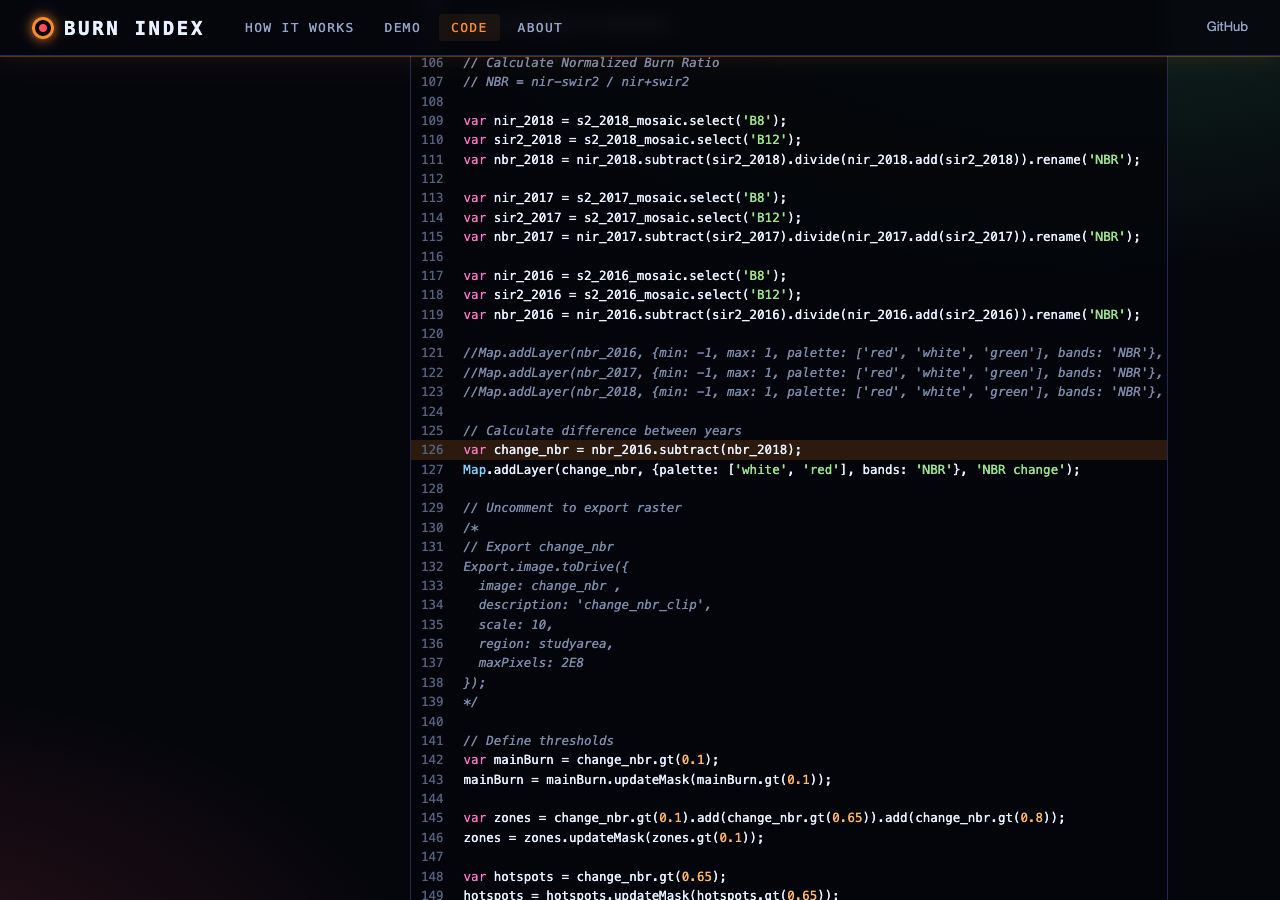 BURN INDEX HOW IT WORKS DEMO CODE ABOUT GitHub
106 // Calculate Normalized Burn Ratio
107 // NBR = nir-swir2 / nir+swir2
108
109 var nir_2018 = s2_2018_mosaic.select('B8');
110 var sir2_2018 = s2_2018_mosaic.select('B12');
111 var nbr_2018 = nir_2018.subtract(sir2_2018).divide(nir_2018.add(sir2_2018)).rename('NBR');
112
113 var nir_2017 = s2_2017_mosaic.select('B8');
114 var sir2_2017 = s2_2017_mosaic.select('B12');
115 var nbr_2017 = nir_2017.subtract(sir2_2017).divide(nir_2017.add(sir2_2017)).rename('NBR');
116
117 var nir_2016 = s2_2016_mosaic.select('B8');
118 var sir2_2016 = s2_2016_mosaic.select('B12');
119 var nbr_2016 = nir_2016.subtract(sir2_2016).divide(nir_2016.add(sir2_2016)).rename('NBR');
120
121 //Map.addLayer(nbr_2016, {min: -1, max: 1, palette: ['red', 'white', 'green'], bands: 'NBR'},
122 //Map.addLayer(nbr_2017, {min: -1, max: 1, palette: ['red', 'white', 'green'], bands: 'NBR'},
123 //Map.addLayer(nbr_2018, {min: -1, max: 1, palette: ['red', 'white', 'green'], bands: 'NBR'},
124
125 // Calculate difference between years
126 var change_nbr = nbr_2016.subtract(nbr_2018);
127 Map.addLayer(change_nbr, {palette: ['white', 'red'], bands: 'NBR'}, 'NBR change');
128
129 // Uncomment to export raster
130 /*
131 // Export change_nbr
132 Export.image.toDrive({
133   image: change_nbr ,
134   description: 'change_nbr_clip',
135   scale: 10,
136   region: studyarea,
137   maxPixels: 2E8
138 });
139 */
140
141 // Define thresholds
142 var mainBurn = change_nbr.gt(0.1);
143 mainBurn = mainBurn.updateMask(mainBurn.gt(0.1));
144
145 var zones = change_nbr.gt(0.1).add(change_nbr.gt(0.65)).add(change_nbr.gt(0.8));
146 zones = zones.updateMask(zones.gt(0.1));
147
148 var hotspots = change_nbr.gt(0.65);
149 hotspots = hotspots.updateMask(hotspots.gt(0.65));